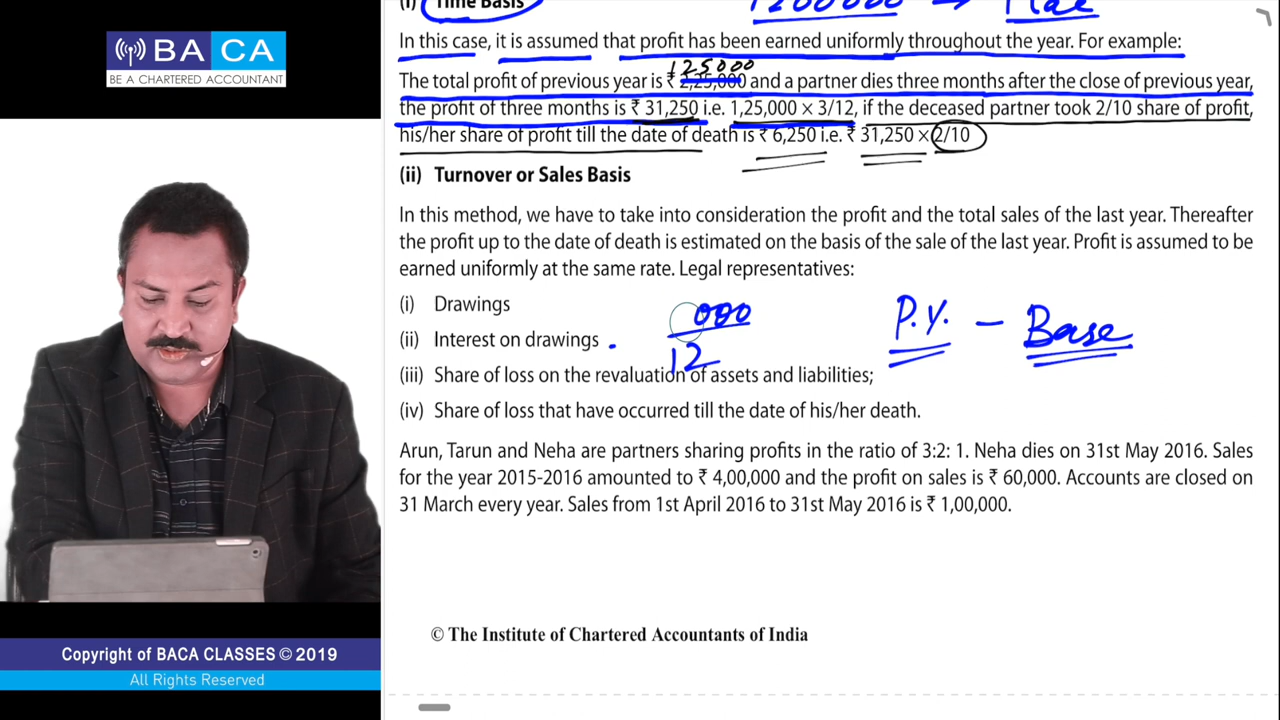 (i) Time Basis
1200000 →
In this case, it is assumed that profit has been earned uniformly throughout the year. For example:
125000
The total profit of previous year is ₹ 2,25,000 and a partner dies three months after the close of previous year,
the profit of three months is ₹ 31,250 i.e. 1,25,000 × 3/12, if the deceased partner took 2/10 share of profit,
his/her share of profit till the date of death is ₹ 6,250 i.e. ₹ 31,250 × 2/10
(ii) Turnover or Sales Basis
In this method, we have to take into consideration the profit and the total sales of the last year. Thereafter
the profit up to the date of death is estimated on the basis of the sale of the last year. Profit is assumed to be
earned uniformly at the same rate. Legal representatives:
(i) Drawings
000
P.Y. - Base
(ii) Interest on drawings
12
(iii) Share of loss on the revaluation of assets and liabilities;
(iv) Share of loss that have occurred till the date of his/her death.
Arun, Tarun and Neha are partners sharing profits in the ratio of 3:2: 1. Neha dies on 31st May 2016. Sales
for the year 2015-2016 amounted to ₹ 4,00,000 and the profit on sales is ₹ 60,000. Accounts are closed on
31 March every year. Sales from 1st April 2016 to 31st May 2016 is ₹ 1,00,000.
© The Institute of Chartered Accountants of India
BACA
BE A CHARTERED ACCOUNTANT
Copyright of BACA CLASSES © 2019
All Rights Reserved